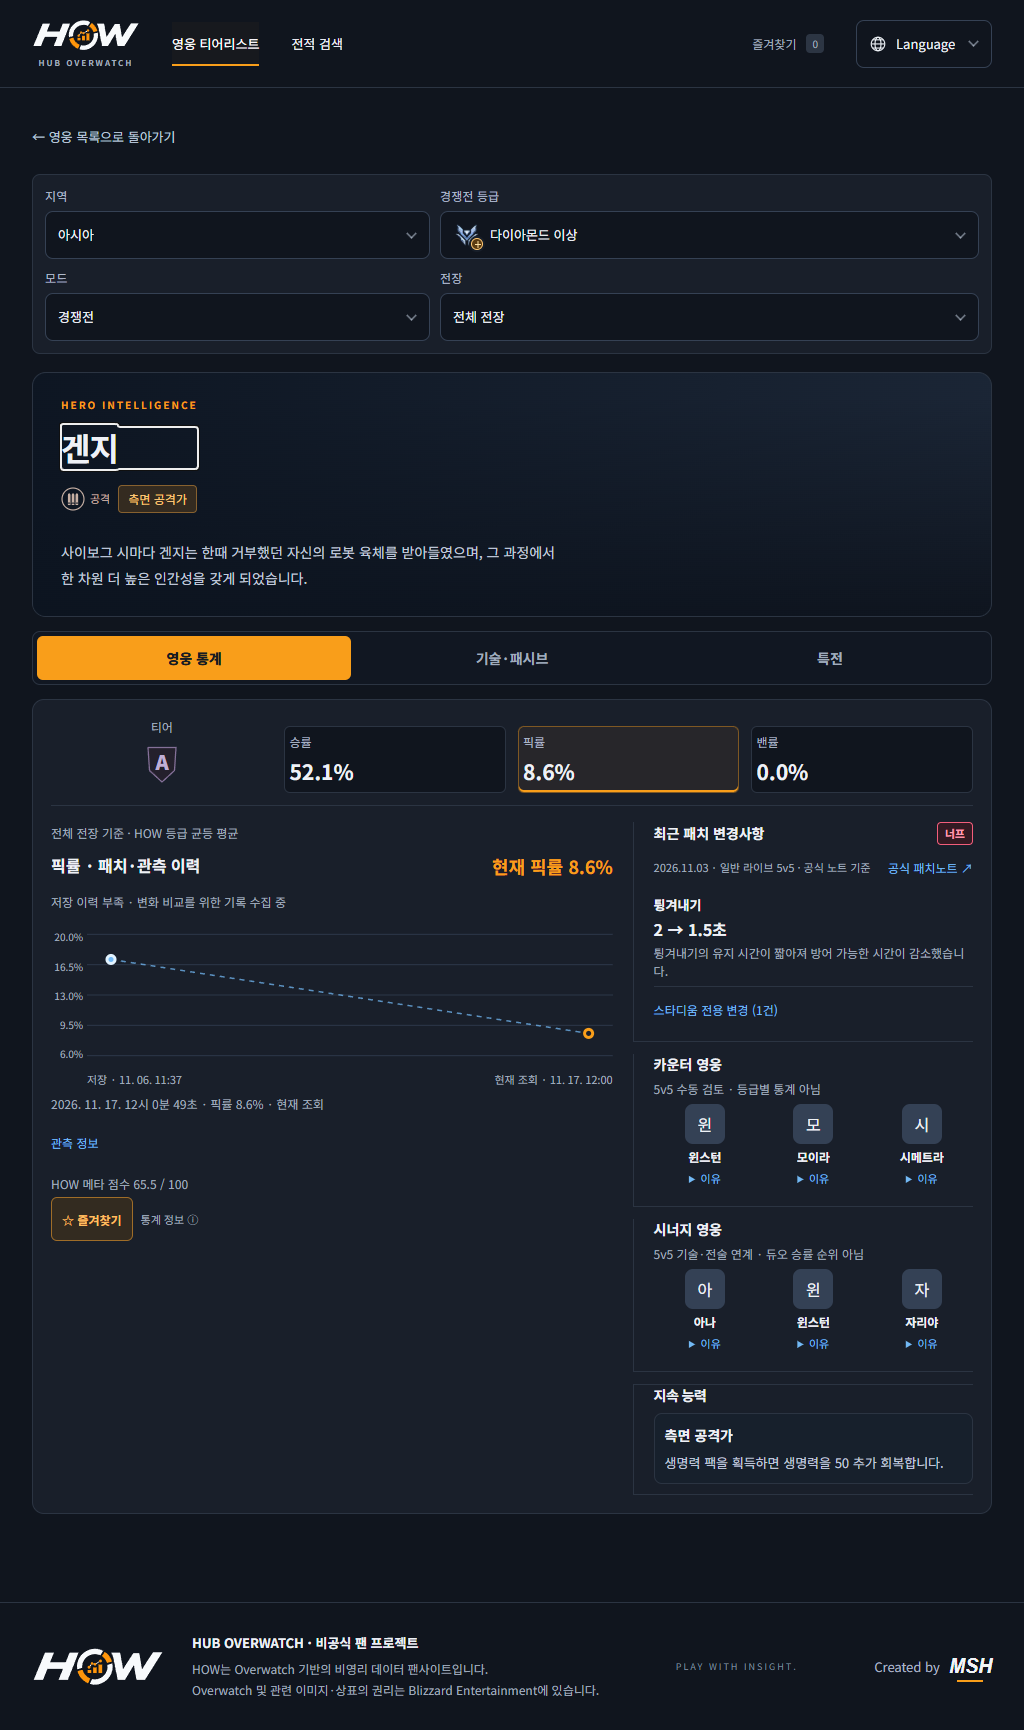 HOW
HUB OVERWATCH
영웅 티어리스트
전적 검색
즐겨찾기 0
Language
← 영웅 목록으로 돌아가기
지역
아시아
경쟁전 등급
다이아몬드 이상
모드
경쟁전
전장
전체 전장
HERO INTELLIGENCE
겐지
공격
측면 공격가
사이보그 시마다 겐지는 한때 거부했던 자신의 로봇 육체를 받아들였으며, 그 과정에서
한 차원 더 높은 인간성을 갖게 되었습니다.
영웅 통계
기술·패시브
특전
티어
A
승률
52.1%
픽률
8.6%
밴률
0.0%
전체 전장 기준 · HOW 등급 균등 평균
픽률 · 패치·관측 이력
현재 픽률 8.6%
저장 이력 부족 · 변화 비교를 위한 기록 수집 중
20.0%
16.5%
13.0%
9.5%
6.0%
저장 · 11. 06. 11:37
현재 조회 · 11. 17. 12:00
2026. 11. 17. 12시 0분 49초 · 픽률 8.6% · 현재 조회
관측 정보
HOW 메타 점수 65.5 / 100
☆ 즐겨찾기
통계 정보 ⓘ
최근 패치 변경사항
너프
2026.11.03 · 일반 라이브 5v5 · 공식 노트 기준
공식 패치노트 ↗
튕겨내기
2 → 1.5초
튕겨내기의 유지 시간이 짧아져 방어 가능한 시간이 감소했습니
다.
스타디움 전용 변경 (1건)
카운터 영웅
5v5 수동 검토 · 등급별 통계 아님
윈
모
시
윈스턴
모이라
시메트라
▶ 이유
▶ 이유
▶ 이유
시너지 영웅
5v5 기술·전술 연계 · 듀오 승률 순위 아님
아
윈
자
아나
윈스턴
자리야
▶ 이유
▶ 이유
▶ 이유
지속 능력
측면 공격가
생명력 팩을 획득하면 생명력을 50 추가 회복합니다.
HOW
HUB OVERWATCH · 비공식 팬 프로젝트
HOW는 Overwatch 기반의 비영리 데이터 팬사이트입니다.
Overwatch 및 관련 이미지·상표의 권리는 Blizzard Entertainment에 있습니다.
PLAY WITH INSIGHT.
Created by MSH